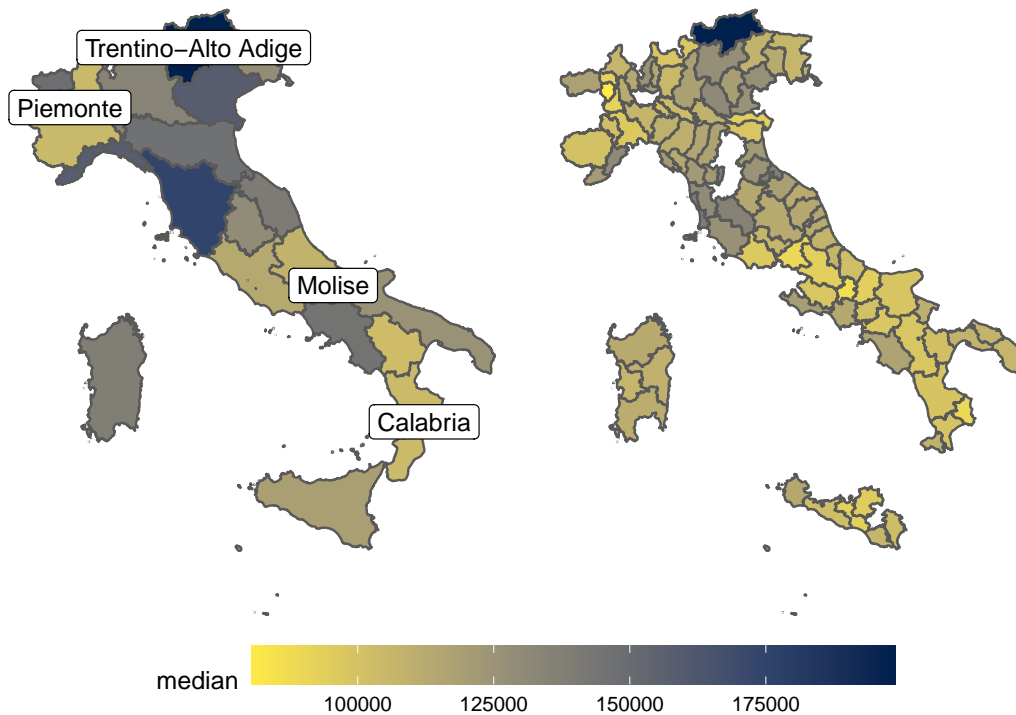 Trentino−Alto Adige
Piemonte
Molise
Calabria
median
100000 125000 150000 175000